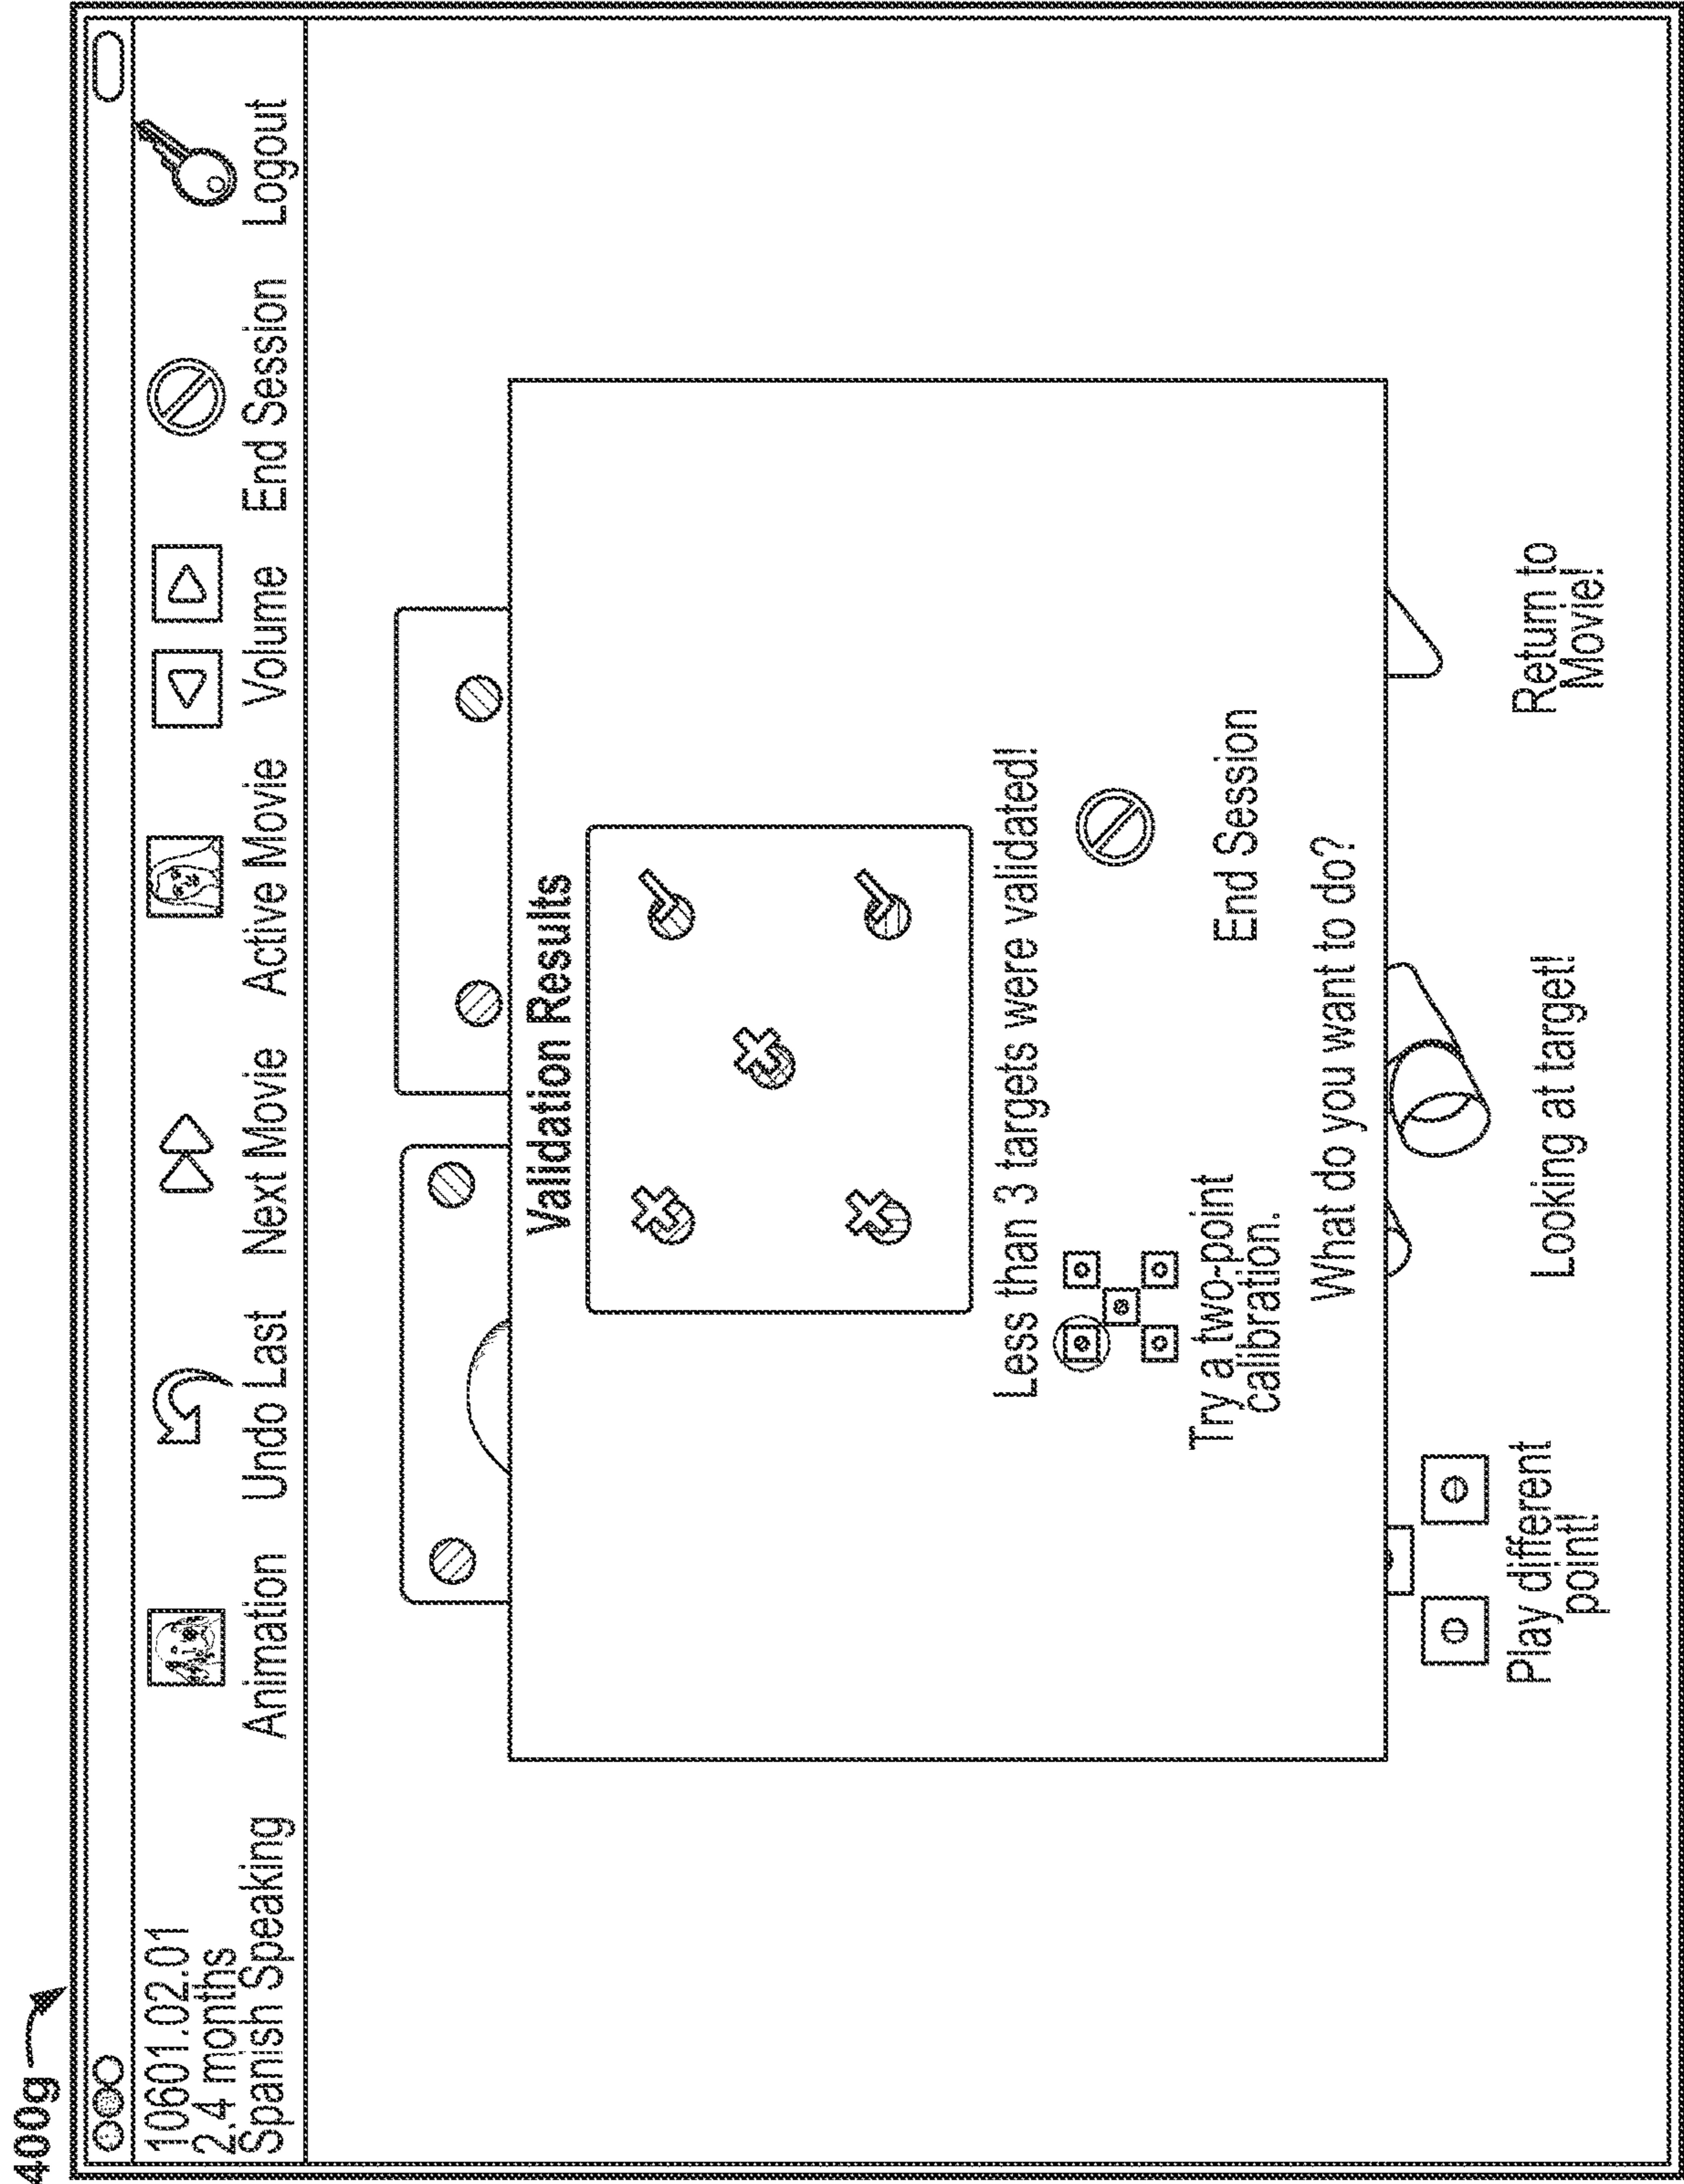 400g
10601.02.01
2.4 months
Spanish Speaking
Animation
Undo Last
Next Movie
Active Movie
Volume
End Session
Logout
Validation Results
Less than 3 targets were validated!
Try a two-point
calibration.
End Session
What do you want to do?
Play different
point!
Looking at target!
Return to
Movie!